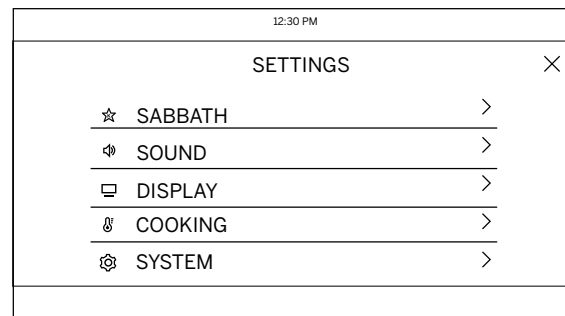 12:30 PM
SETTINGS
SABBATH
SOUND
DISPLAY
COOKING
SYSTEM